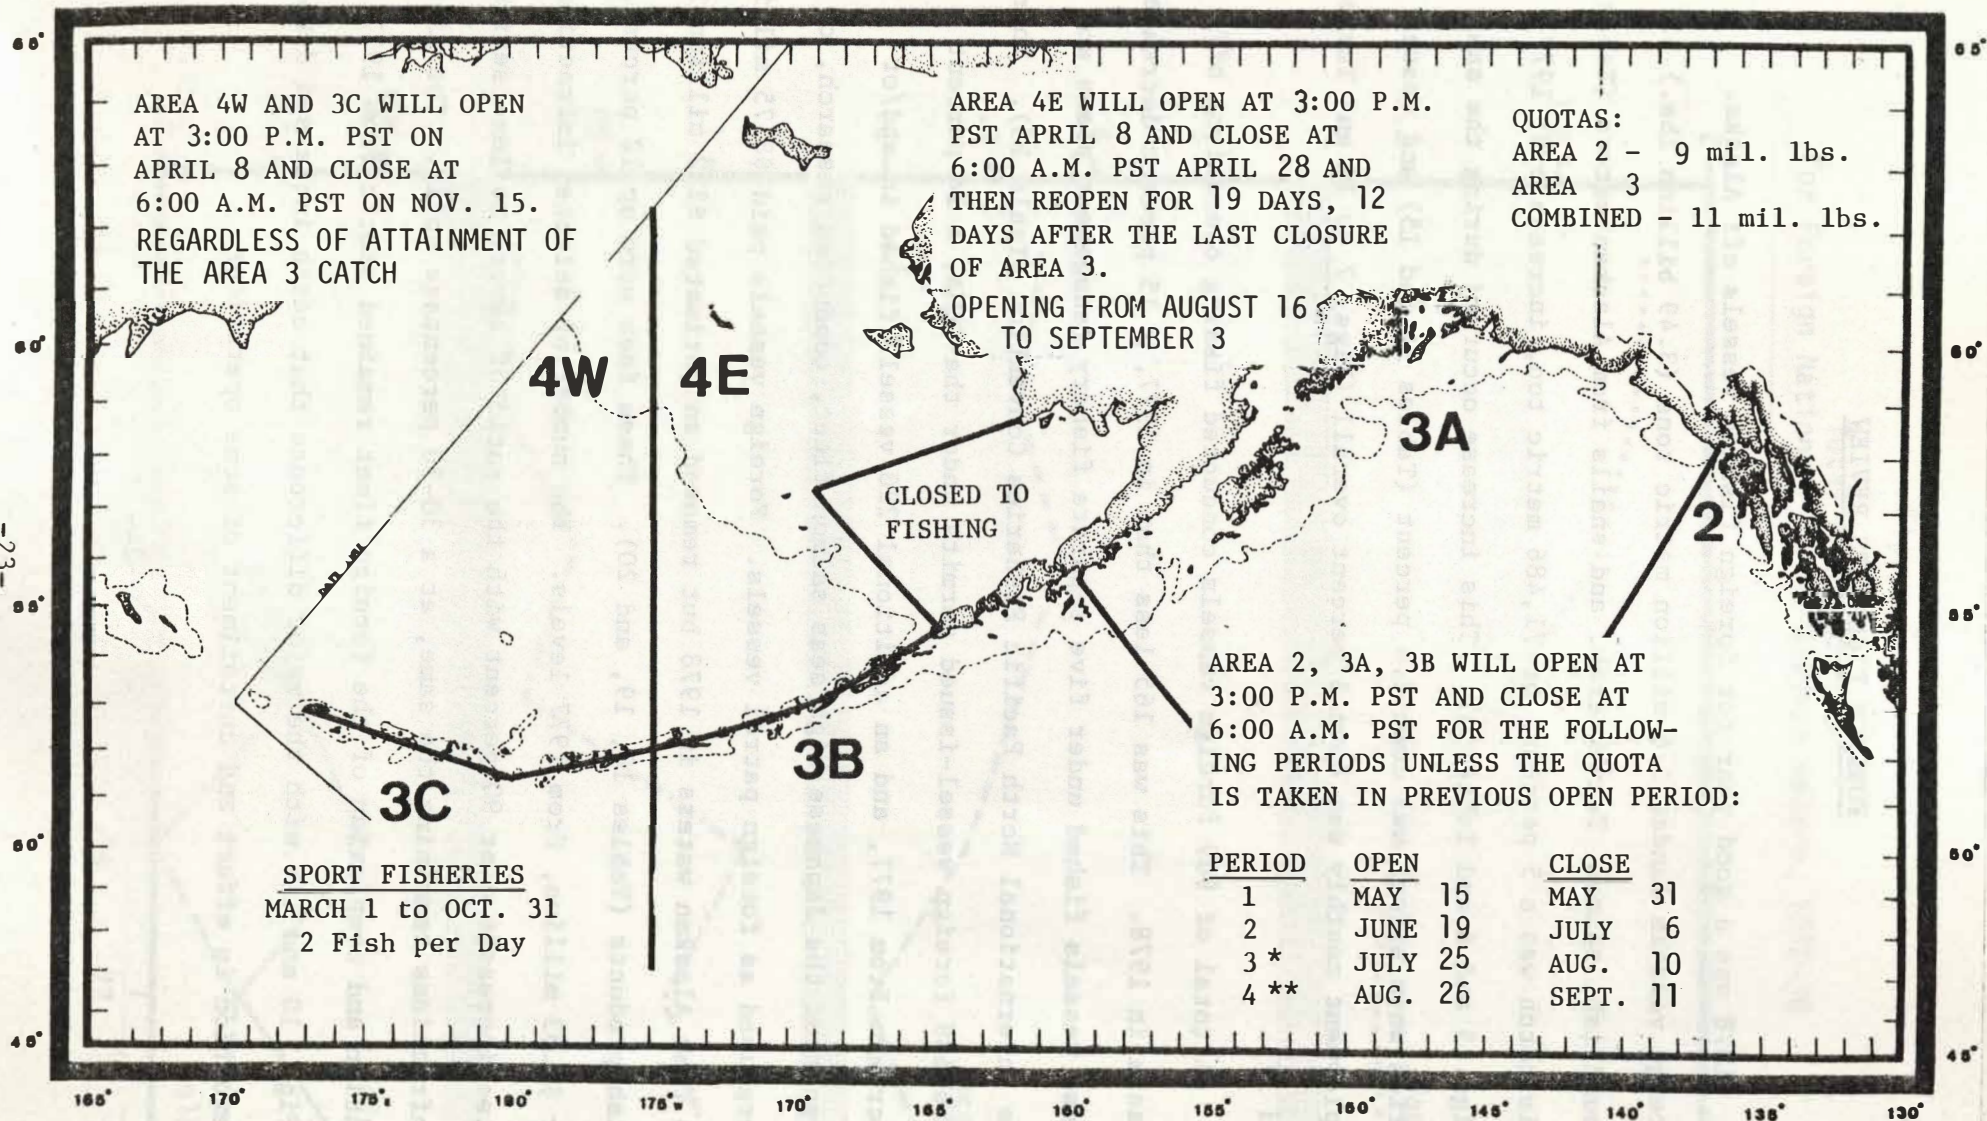 AREA 4W AND 3C WILL OPEN
AT 3:00 P.M. PST ON
APRIL 8 AND CLOSE AT
6:00 A.M. PST ON NOV. 15.
REGARDLESS OF ATTAINMENT OF
THE AREA 3 CATCH
AREA 4E WILL OPEN AT 3:00 P.M.
PST APRIL 8 AND CLOSE AT
6:00 A.M. PST APRIL 28 AND
THEN REOPEN FOR 19 DAYS, 12
DAYS AFTER THE LAST CLOSURE
OF AREA 3.
OPENING FROM AUGUST 16
TO SEPTEMBER 3
QUOTAS:
AREA 2 - 9 mil. lbs.
AREA 3
COMBINED - 11 mil. lbs.
4W
4E
3A
2
CLOSED TO
FISHING
3B
3C
AREA 2, 3A, 3B WILL OPEN AT
3:00 P.M. PST AND CLOSE AT
6:00 A.M. PST FOR THE FOLLOW-
ING PERIODS UNLESS THE QUOTA
IS TAKEN IN PREVIOUS OPEN PERIOD:
PERIOD OPEN CLOSE
1 MAY 15 MAY 31
2 JUNE 19 JULY 6
3 * JULY 25 AUG. 10
4 ** AUG. 26 SEPT. 11
SPORT FISHERIES
MARCH 1 to OCT. 31
2 Fish per Day
65°
60°
55°
50°
45°
65°
60°
55°
50°
45°
165° 170° 175°E 180° 175°W 170° 165° 160° 155° 150° 145° 140° 135° 130°
-23-